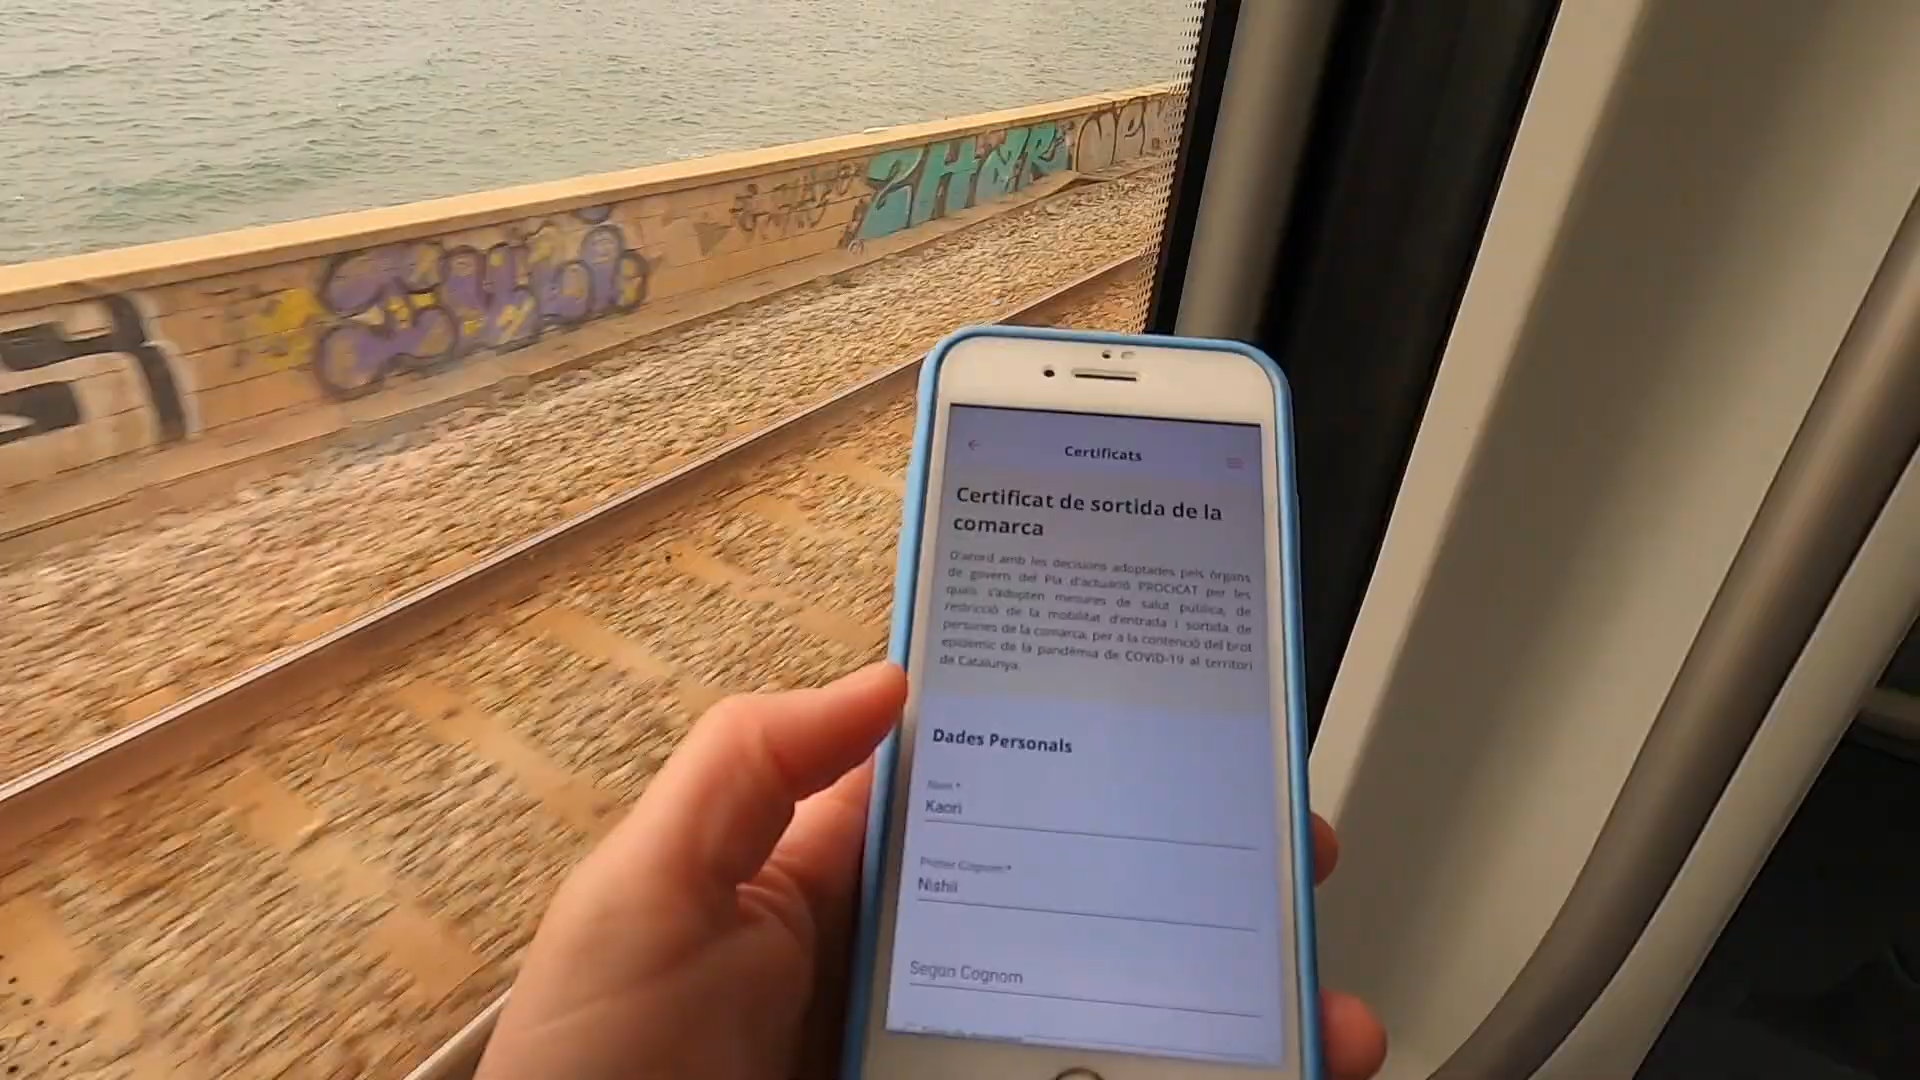 ZHAR
Certificats
Certificat de sortida de la
comarca
D'acord amb les decisions adoptades pels òrgans
de govern del Pla d'actuació PROCICAT per les
quals s'adopten mesures de salut pública, de
restricció de la mobilitat d'entrada i sortida de
persones de la comarca, per a la contenció del brot
epidèmic de la pandèmia de COVID-19 al territori
de Catalunya.
Dades Personals
Nom *
Kaori
Primer Cognom *
Nishii
Segon Cognom